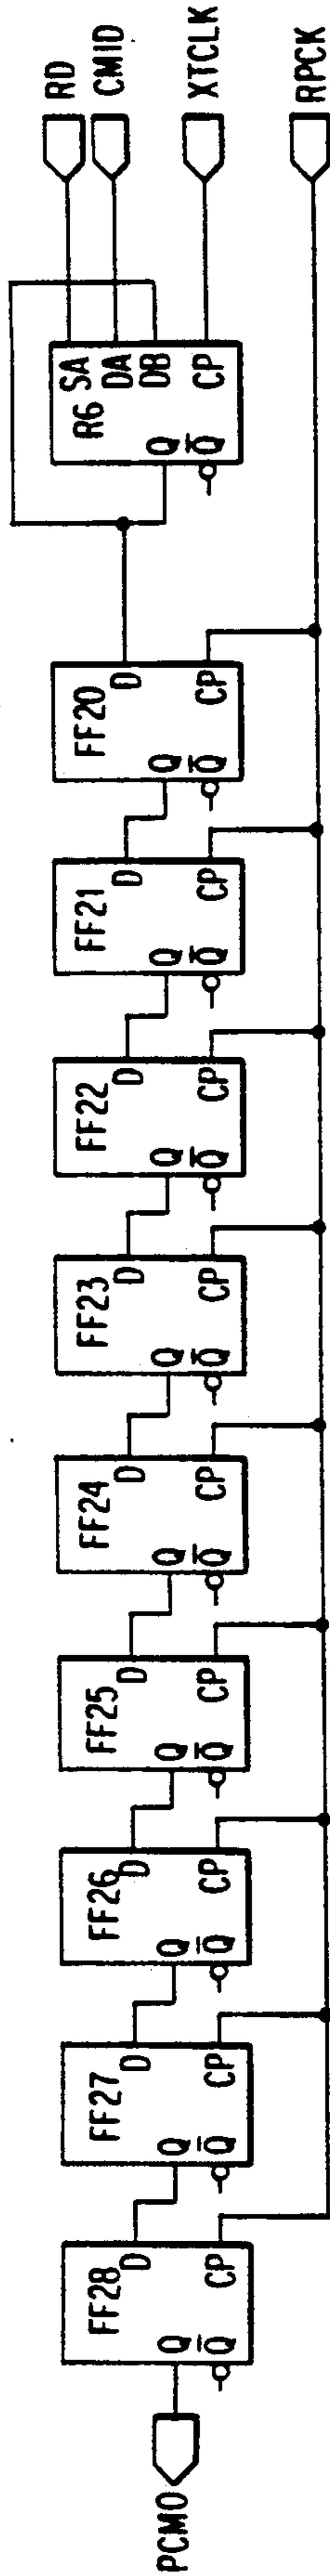 RD
CMID
XTCLK
RPCK
R6
SA
DA
DB
CP
Q
Q̅
FF20
D
CP
Q
Q̅
FF21
D
CP
Q
Q̅
FF22
D
CP
Q
Q̅
FF23
D
CP
Q
Q̅
FF24
D
CP
Q
Q̅
FF25
D
CP
Q
Q̅
FF26
D
CP
Q
Q̅
FF27
D
CP
Q
Q̅
FF28
D
CP
Q
Q̅
PCMO